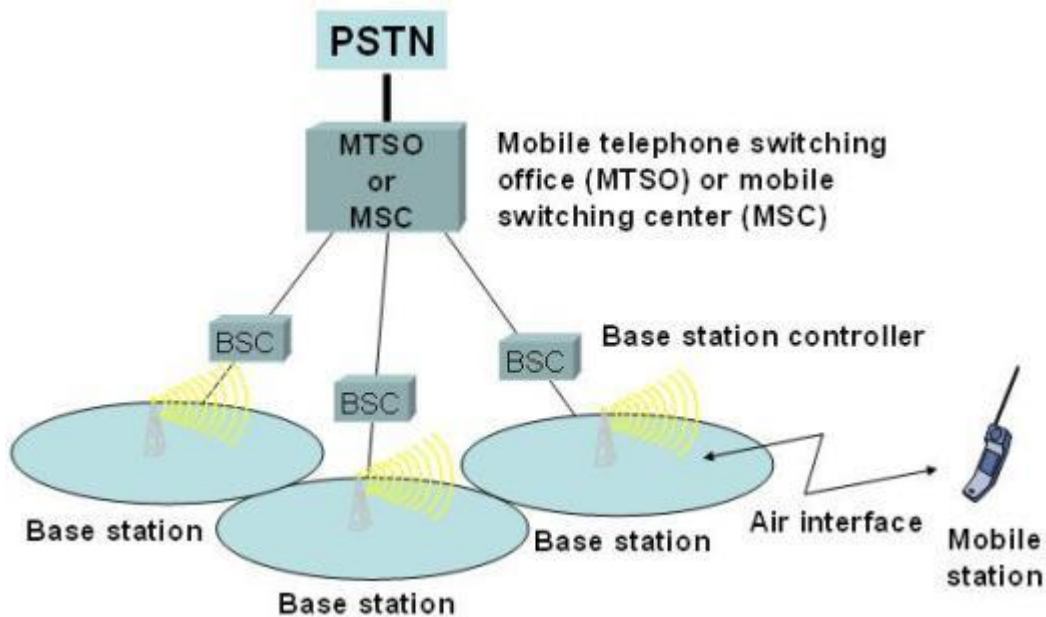 PSTN
MTSO
or
MSC
Mobile telephone switching
office (MTSO) or mobile
switching center (MSC)
BSC
BSC
BSC
Base station controller
Base station
Base station
Base station
Air interface
Mobile
station